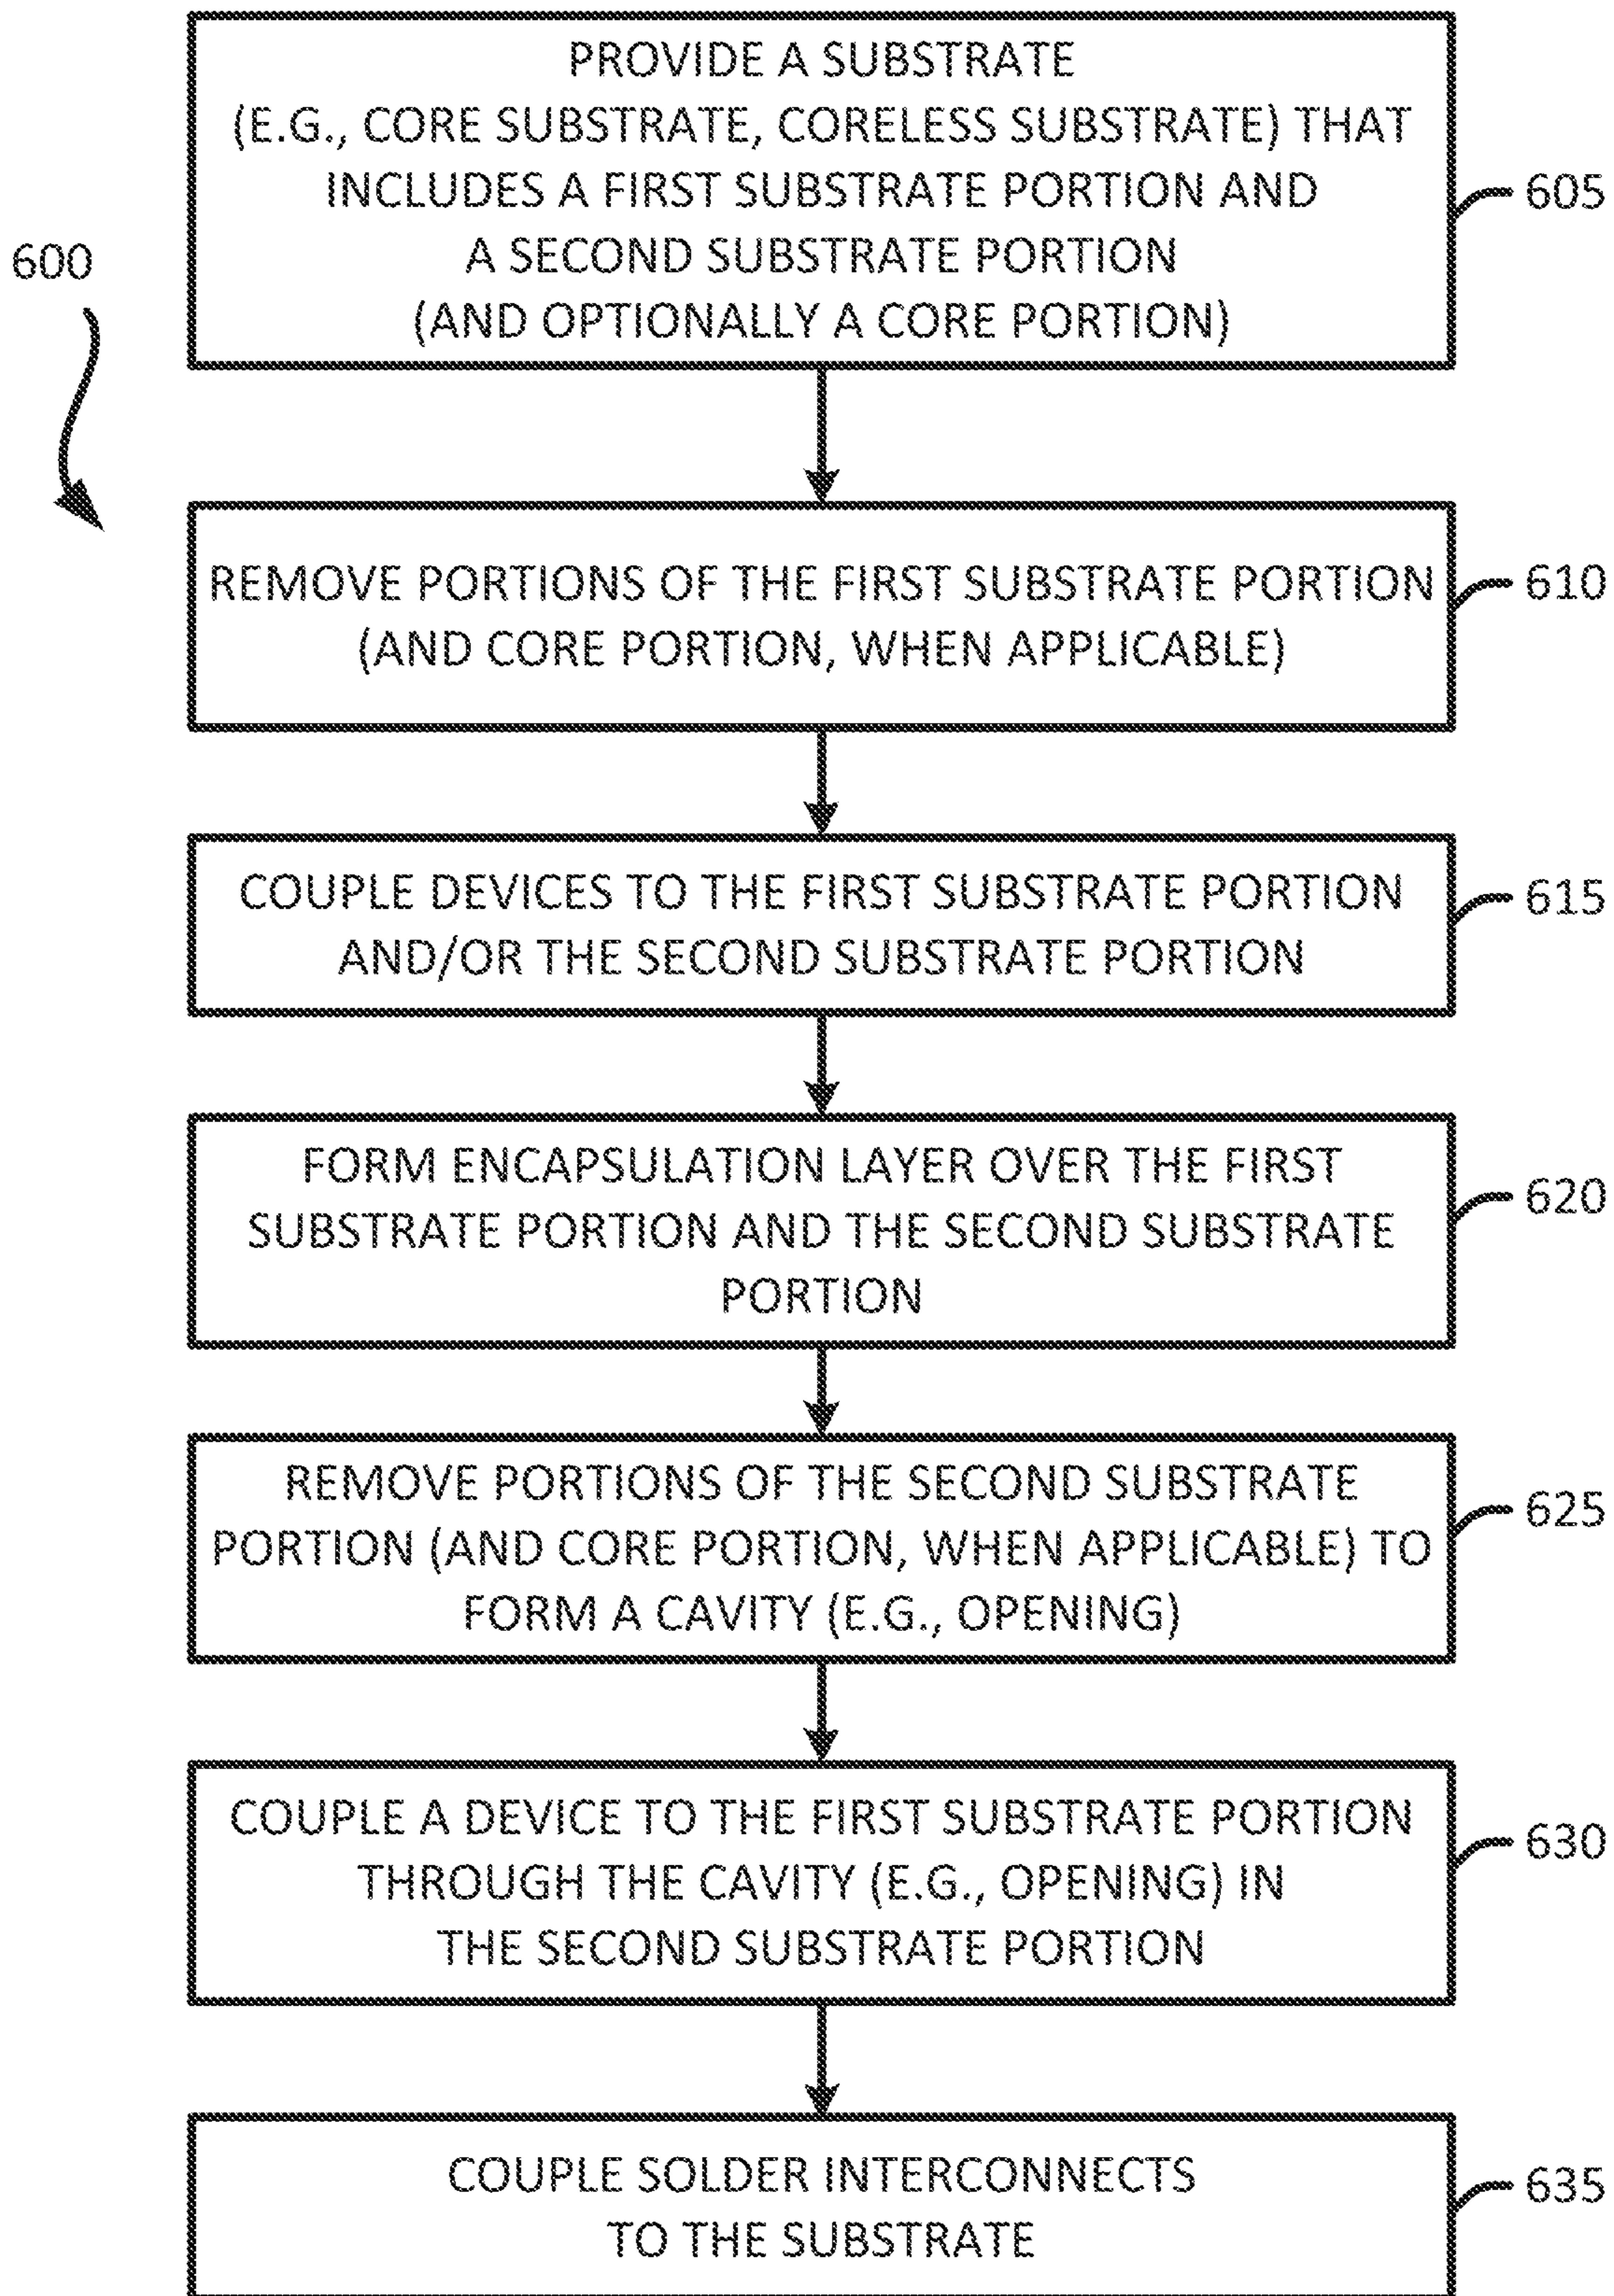 PROVIDE A SUBSTRATE
(E.G., CORE SUBSTRATE, CORELESS SUBSTRATE) THAT
INCLUDES A FIRST SUBSTRATE PORTION AND
A SECOND SUBSTRATE PORTION
(AND OPTIONALLY A CORE PORTION)
605
600
REMOVE PORTIONS OF THE FIRST SUBSTRATE PORTION
(AND CORE PORTION, WHEN APPLICABLE)
610
COUPLE DEVICES TO THE FIRST SUBSTRATE PORTION
AND/OR THE SECOND SUBSTRATE PORTION
615
FORM ENCAPSULATION LAYER OVER THE FIRST
SUBSTRATE PORTION AND THE SECOND SUBSTRATE
PORTION
620
REMOVE PORTIONS OF THE SECOND SUBSTRATE
PORTION (AND CORE PORTION, WHEN APPLICABLE) TO
FORM A CAVITY (E.G., OPENING)
625
COUPLE A DEVICE TO THE FIRST SUBSTRATE PORTION
THROUGH THE CAVITY (E.G., OPENING) IN
THE SECOND SUBSTRATE PORTION
630
COUPLE SOLDER INTERCONNECTS
TO THE SUBSTRATE
635